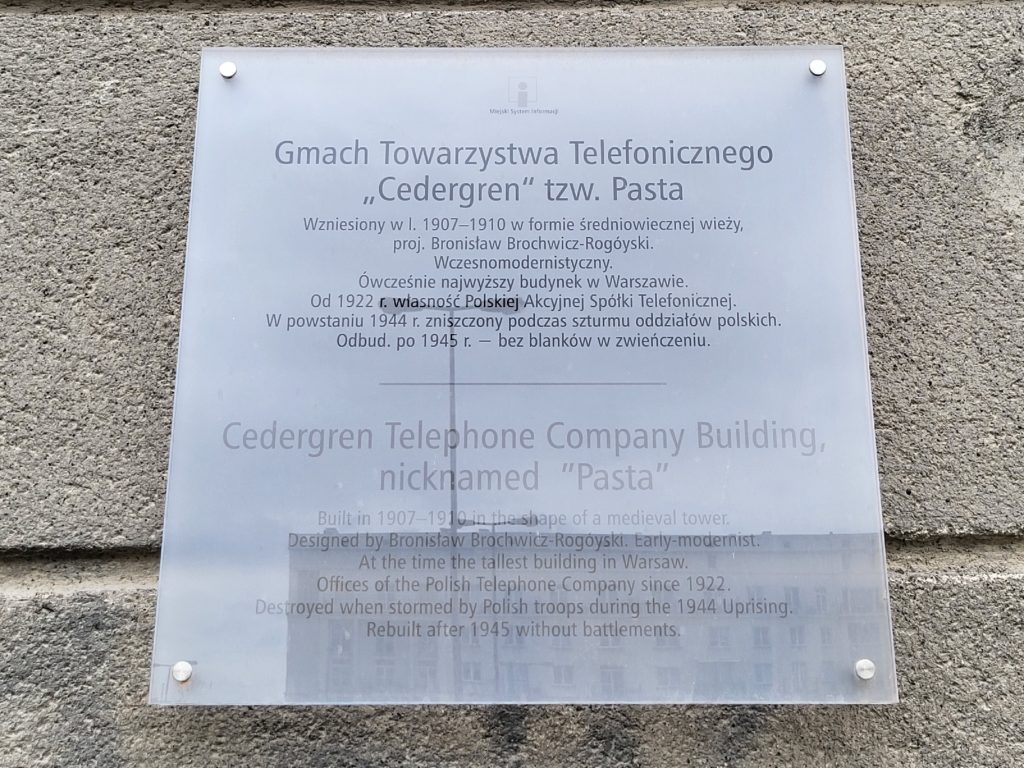 Miejski System Informacji
Gmach Towarzystwa Telefonicznego
„Cedergren“ tzw. Pasta
Wzniesiony w l. 1907–1910 w formie średniowiecznej wieży,
proj. Bronisław Brochwicz-Rogóyski.
Wczesnomodernistyczny.
Ówcześnie najwyższy budynek w Warszawie.
Od 1922 r. własność Polskiej Akcyjnej Spółki Telefonicznej.
W powstaniu 1944 r. zniszczony podczas szturmu oddziałów polskich.
Odbud. po 1945 r. — bez blanków w zwieńczeniu.
Cedergren Telephone Company Building,
nicknamed ”Pasta”
Built in 1907–1910 in the shape of a medieval tower.
Designed by Bronisław Brochwicz-Rogóyski. Early-modernist.
At the time the tallest building in Warsaw.
Offices of the Polish Telephone Company since 1922.
Destroyed when stormed by Polish troops during the 1944 Uprising.
Rebuilt after 1945 without battlements.